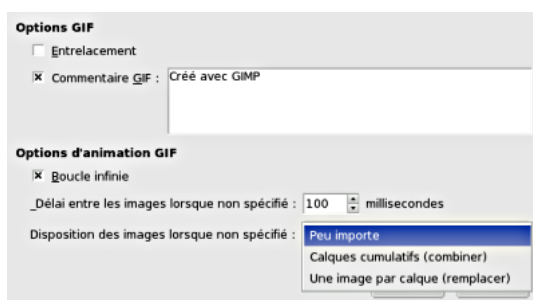 Options GIF
Entrelacement
Commentaire GIF : Créé avec GIMP
Options d'animation GIF
Boucle infinie
_Délai entre les images lorsque non spécifié : 100 millisecondes
Disposition des images lorsque non spécifié : Peu importe
Calques cumulatifs (combiner)
Une image par calque (remplacer)